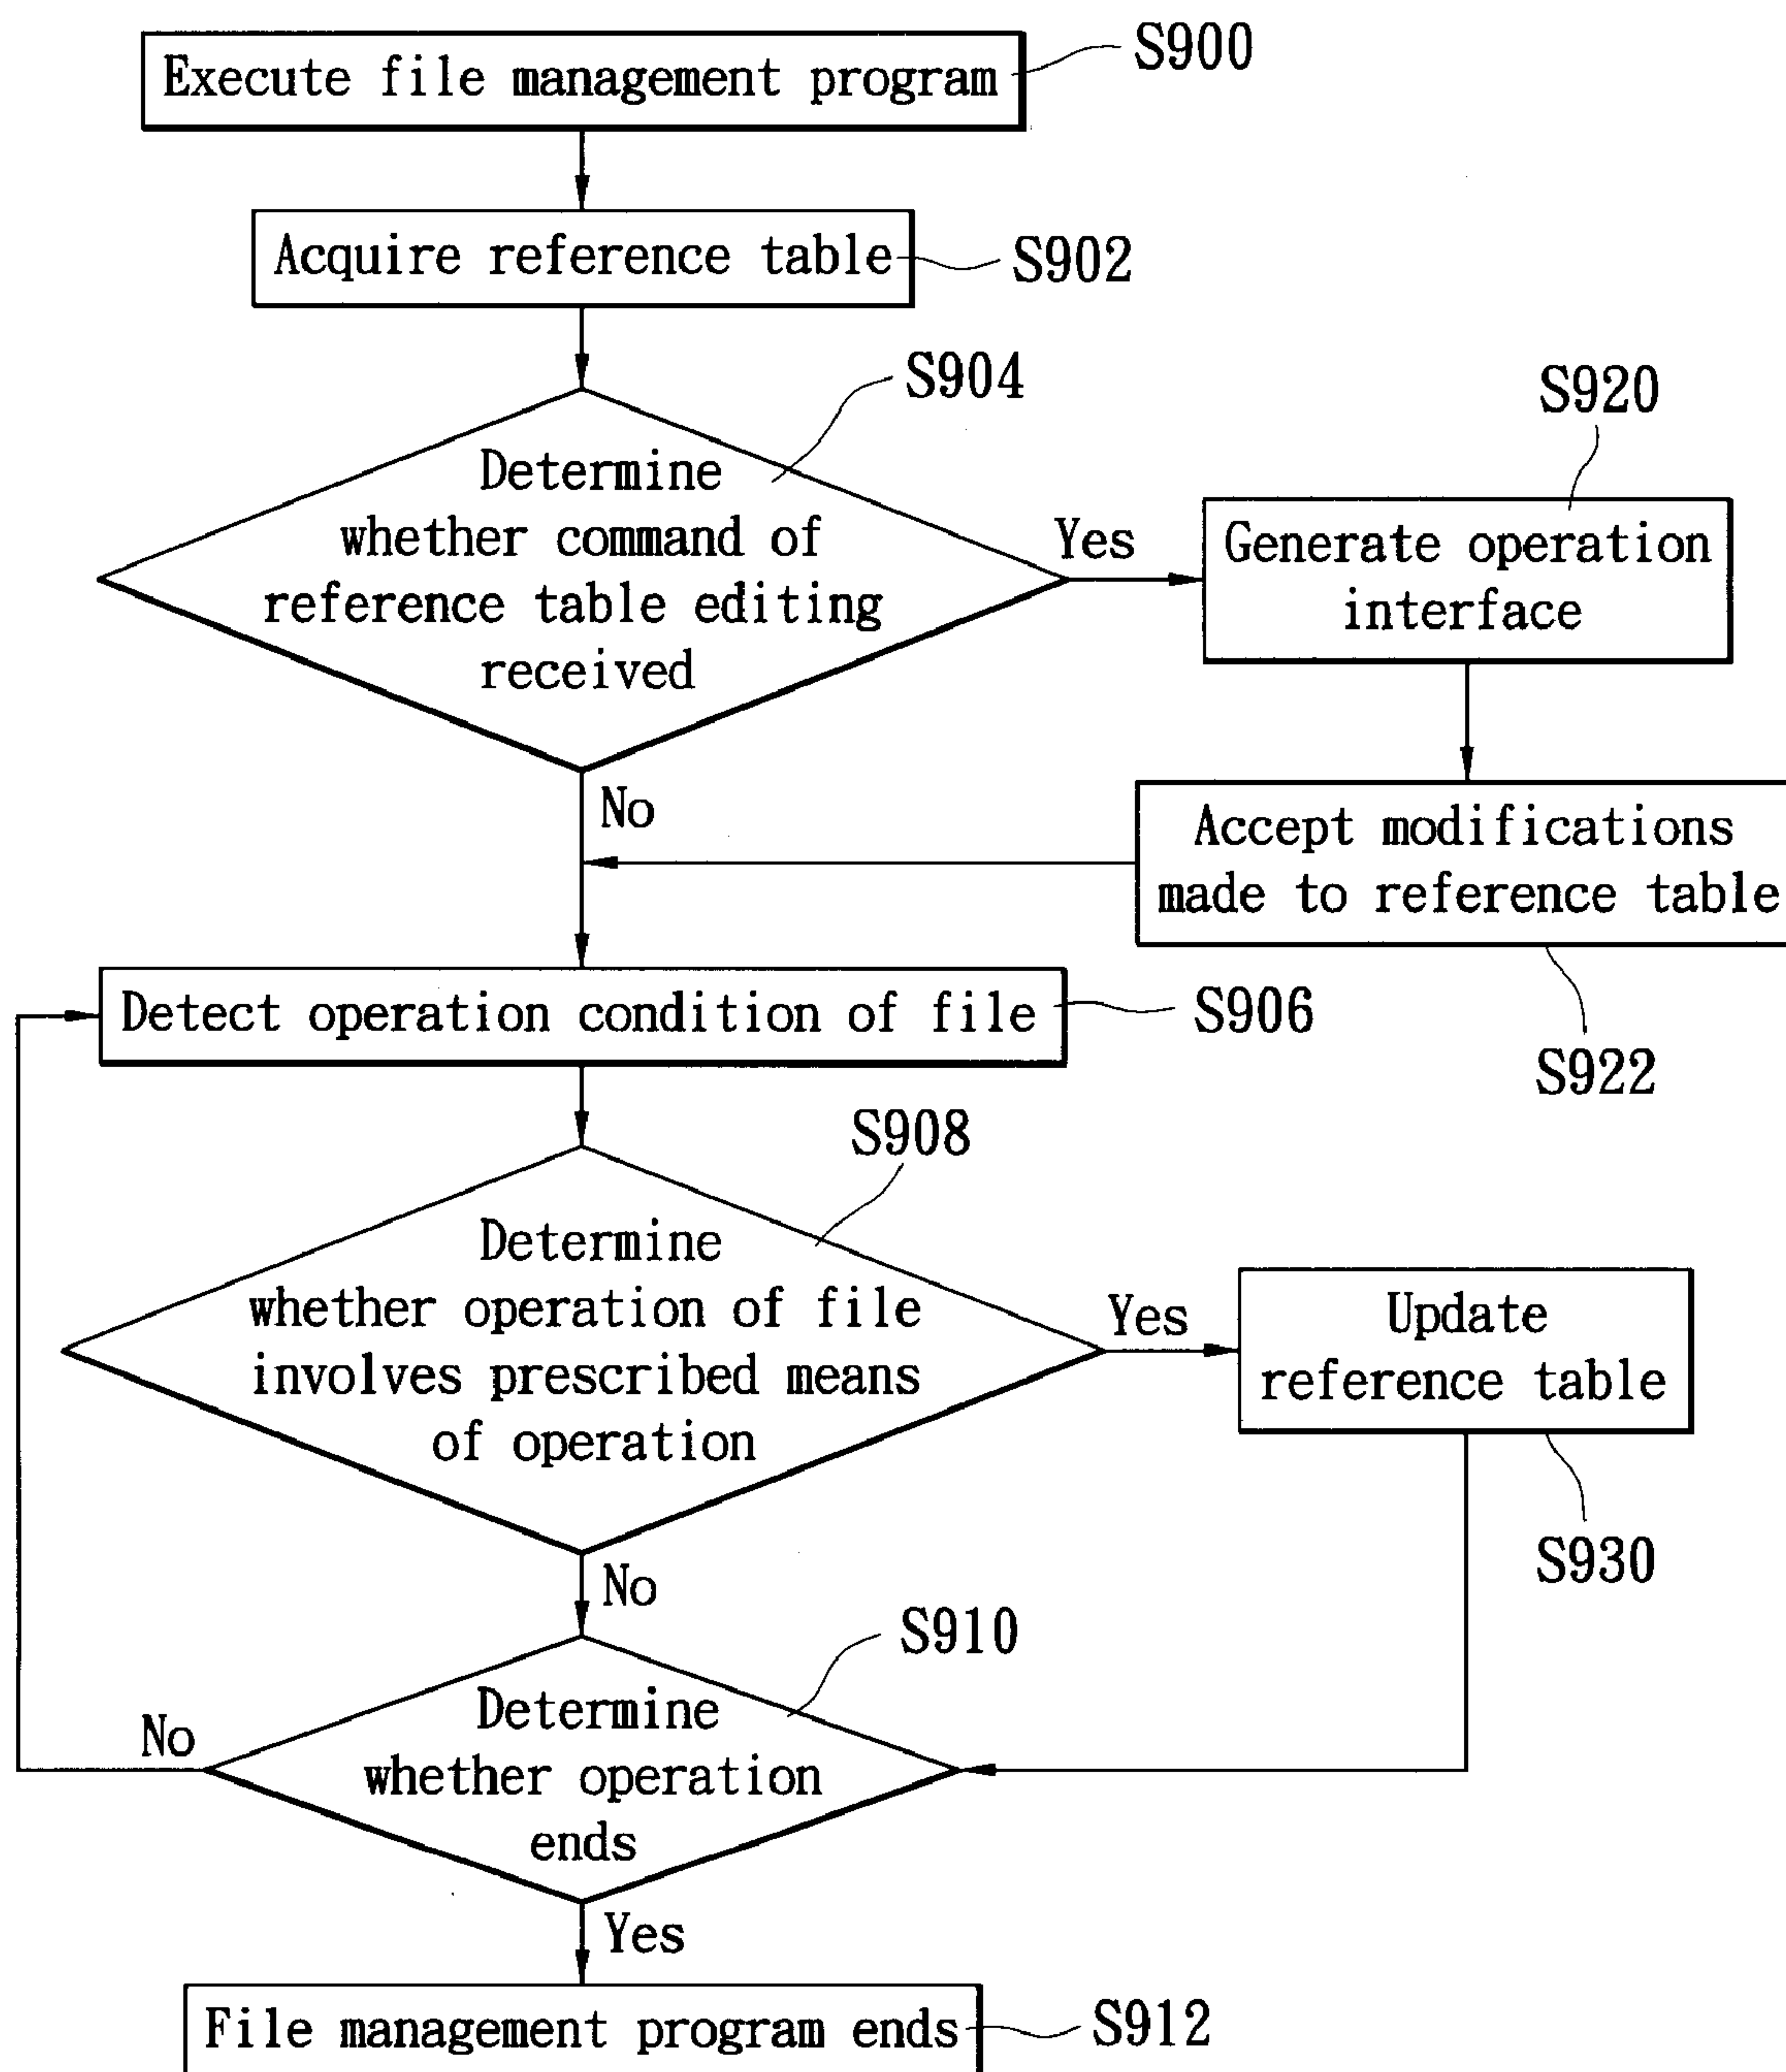 Execute file management program
S900
Acquire reference table
S902
S904
Determine
whether command of
reference table editing
received
Yes
S920
Generate operation
interface
No
Accept modifications
made to reference table
S922
Detect operation condition of file
S906
S908
Determine
whether operation of file
involves prescribed means
of operation
Yes
Update
reference table
S930
No
S910
Determine
whether operation
ends
No
Yes
File management program ends
S912